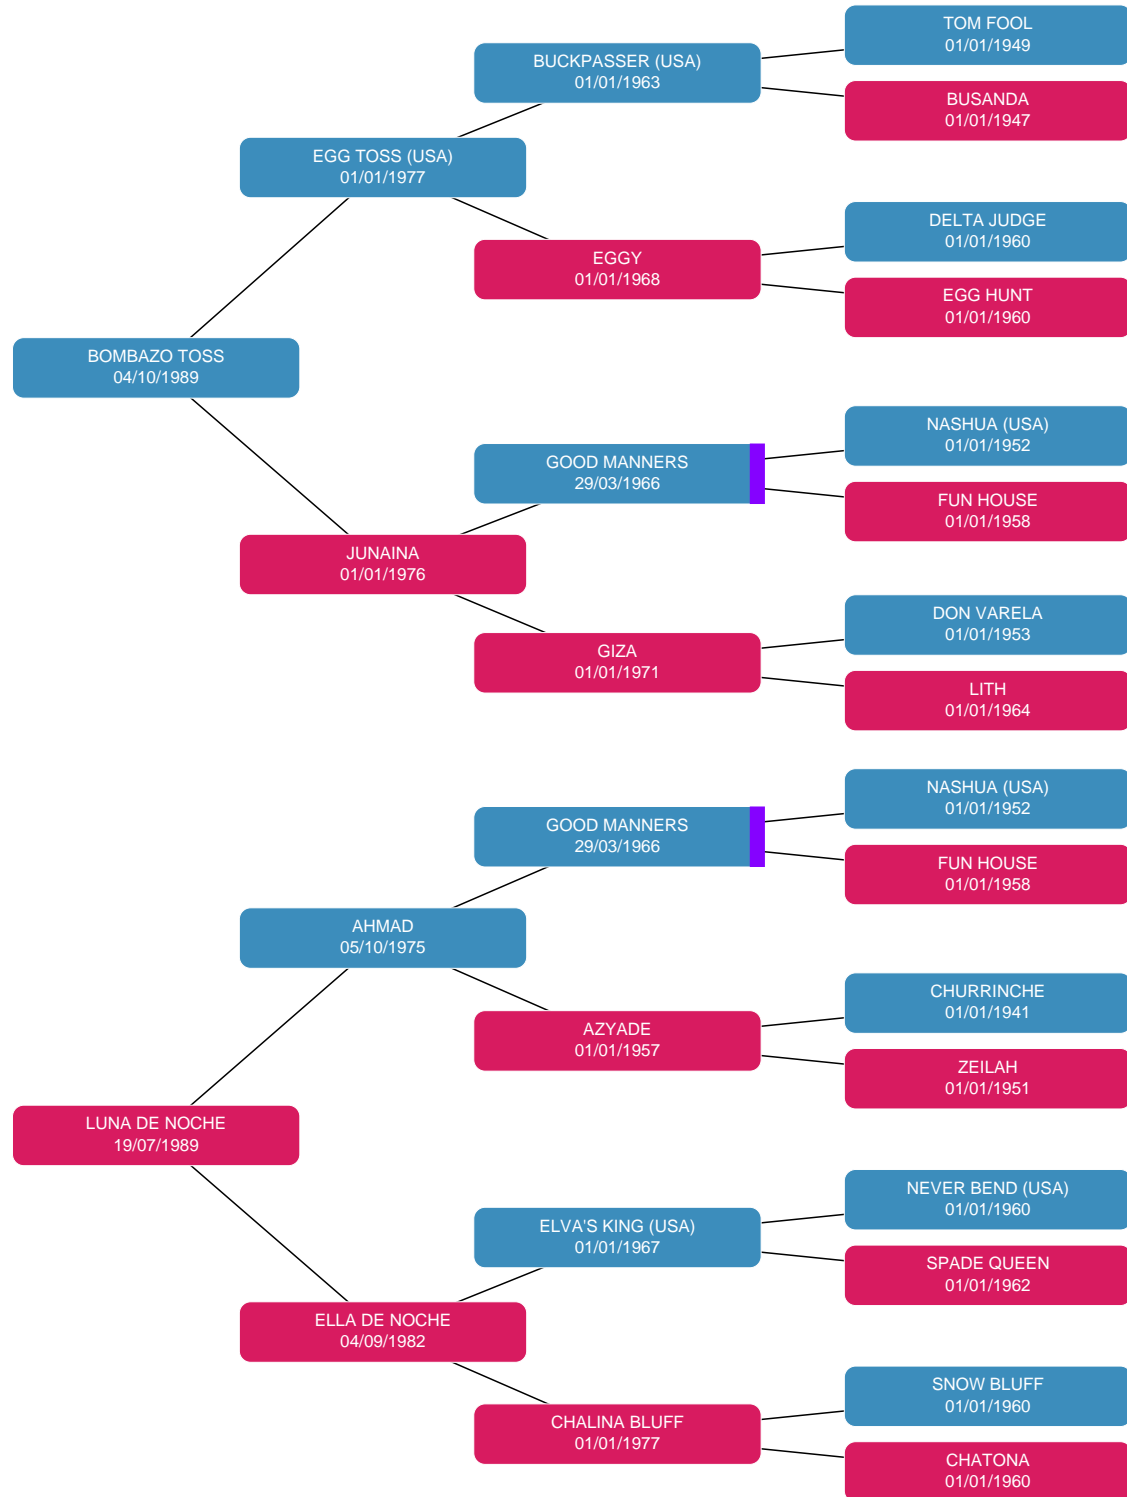 TOM FOOL
01/01/1949
BUCKPASSER (USA)
01/01/1963
BUSANDA
01/01/1947
EGG TOSS (USA)
01/01/1977
DELTA JUDGE
01/01/1960
EGGY
01/01/1968
EGG HUNT
01/01/1960
BOMBAZO TOSS
04/10/1989
NASHUA (USA)
01/01/1952
GOOD MANNERS
29/03/1966
FUN HOUSE
01/01/1958
JUNAINA
01/01/1976
DON VARELA
01/01/1953
GIZA
01/01/1971
LITH
01/01/1964
NASHUA (USA)
01/01/1952
GOOD MANNERS
29/03/1966
FUN HOUSE
01/01/1958
AHMAD
05/10/1975
CHURRINCHE
01/01/1941
AZYADE
01/01/1957
ZEILAH
01/01/1951
LUNA DE NOCHE
19/07/1989
NEVER BEND (USA)
01/01/1960
ELVA'S KING (USA)
01/01/1967
SPADE QUEEN
01/01/1962
ELLA DE NOCHE
04/09/1982
SNOW BLUFF
01/01/1960
CHALINA BLUFF
01/01/1977
CHATONA
01/01/1960